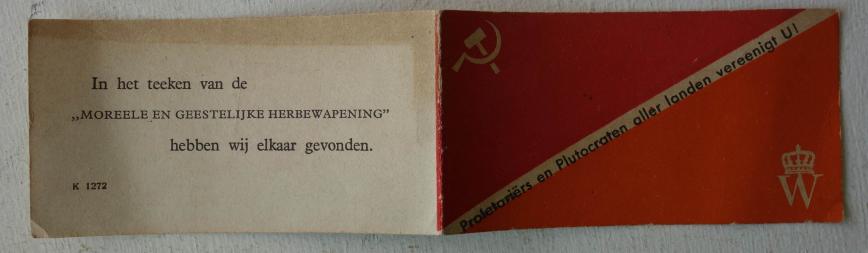 In het teeken van de
„MOREELE EN GEESTELIJKE HERBEWAPENING”
hebben wij elkaar gevonden.
K 1272
Proletariërs en Plutocraten aller landen vereenigt U!
W